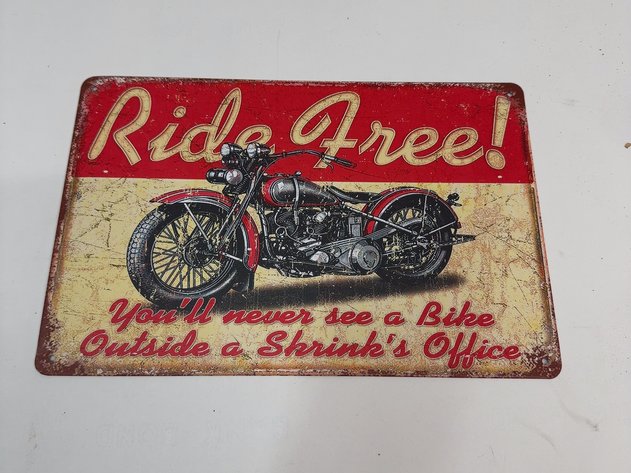 Ride Free!
You'll never see a Bike
Outside a Shrink's Office